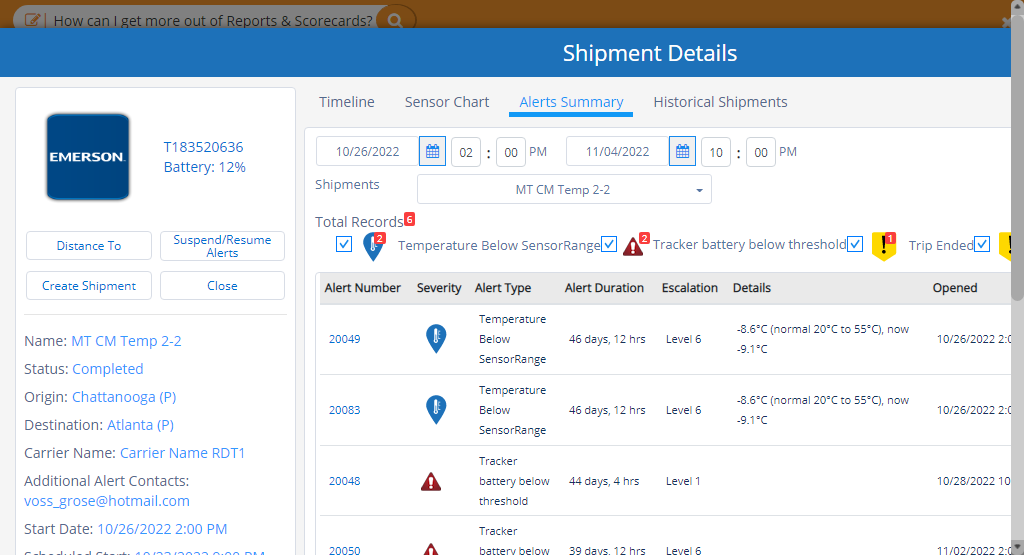 How can I get more out of Reports & Scorecards?
Shipment Details
EMERSON.
T183520636
Battery: 12%
Distance To
Suspend/Resume Alerts
Create Shipment
Close
Name: MT CM Temp 2-2
Status: Completed
Origin: Chattanooga (P)
Destination: Atlanta (P)
Carrier Name: Carrier Name RDT1
Additional Alert Contacts:
voss_grose@hotmail.com
Start Date: 10/26/2022 2:00 PM
Timeline Sensor Chart Alerts Summary Historical Shipments
10/26/2022 02 : 00 PM 11/04/2022 10 : 00 PM
Shipments MT CM Temp 2-2
Total Records 6
2 Temperature Below SensorRange 2 Tracker battery below threshold 1 Trip Ended
Alert Number Severity Alert Type Alert Duration Escalation Details Opened
20049 Temperature Below SensorRange 46 days, 12 hrs Level 6 -8.6°C (normal 20°C to 55°C), now -9.1°C 10/26/2022 2:0
20083 Temperature Below SensorRange 46 days, 12 hrs Level 6 -8.6°C (normal 20°C to 55°C), now -9.1°C 10/26/2022 2:0
20048 Tracker battery below threshold 44 days, 4 hrs Level 1 10/28/2022 10
20050 Tracker battery below 39 days, 12 hrs Level 6 11/02/2022 2:0